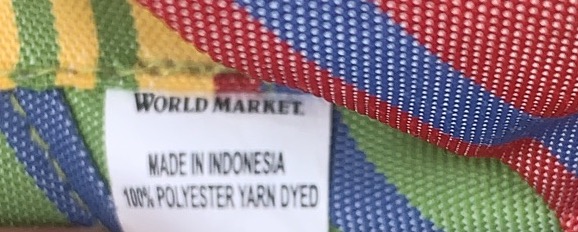 WORLD MARKET.
MADE IN INDONESIA
100% POLYESTER YARN DYED